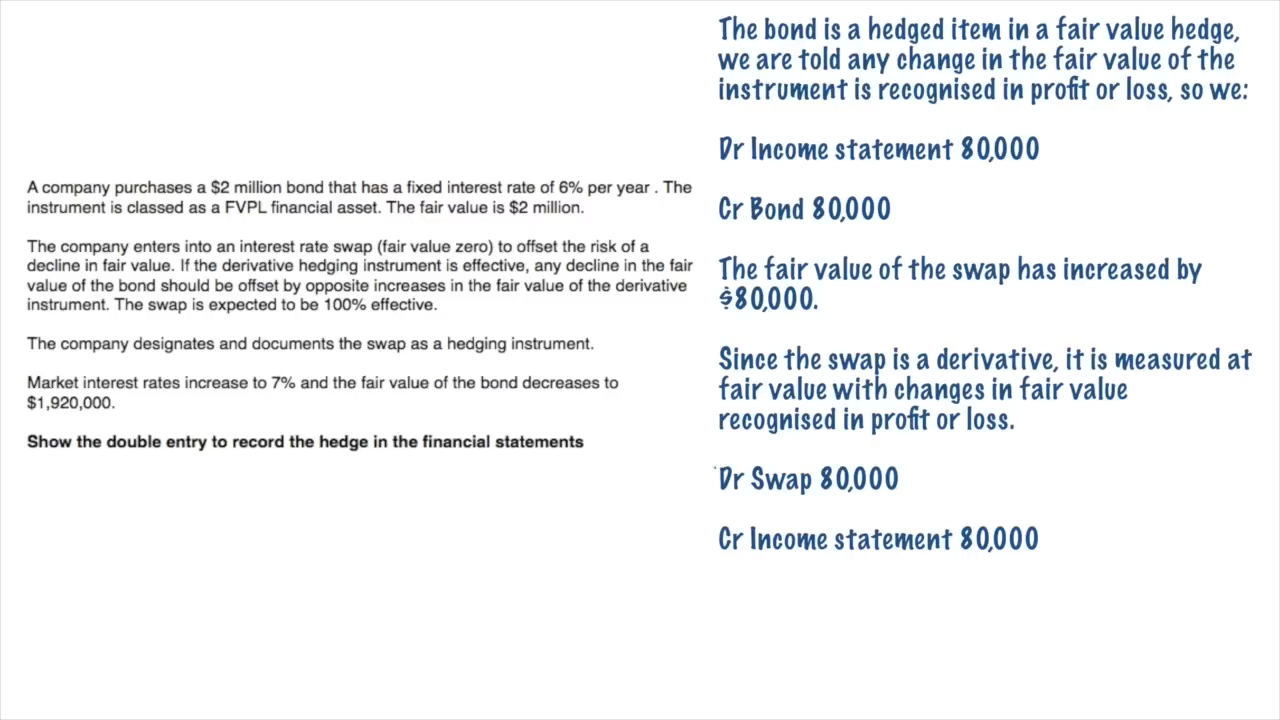 A company purchases a $2 million bond that has a fixed interest rate of 6% per year . The
instrument is classed as a FVPL financial asset. The fair value is $2 million.
The company enters into an interest rate swap (fair value zero) to offset the risk of a
decline in fair value. If the derivative hedging instrument is effective, any decline in the fair
value of the bond should be offset by opposite increases in the fair value of the derivative
instrument. The swap is expected to be 100% effective.
The company designates and documents the swap as a hedging instrument.
Market interest rates increase to 7% and the fair value of the bond decreases to
$1,920,000.
Show the double entry to record the hedge in the financial statements
The bond is a hedged item in a fair value hedge,
we are told any change in the fair value of the
instrument is recognised in profit or loss, so we:
Dr Income statement 80,000
Cr Bond 80,000
The fair value of the swap has increased by
$80,000.
Since the swap is a derivative, it is measured at
fair value with changes in fair value
recognised in profit or loss.
Dr Swap 80,000
Cr Income statement 80,000